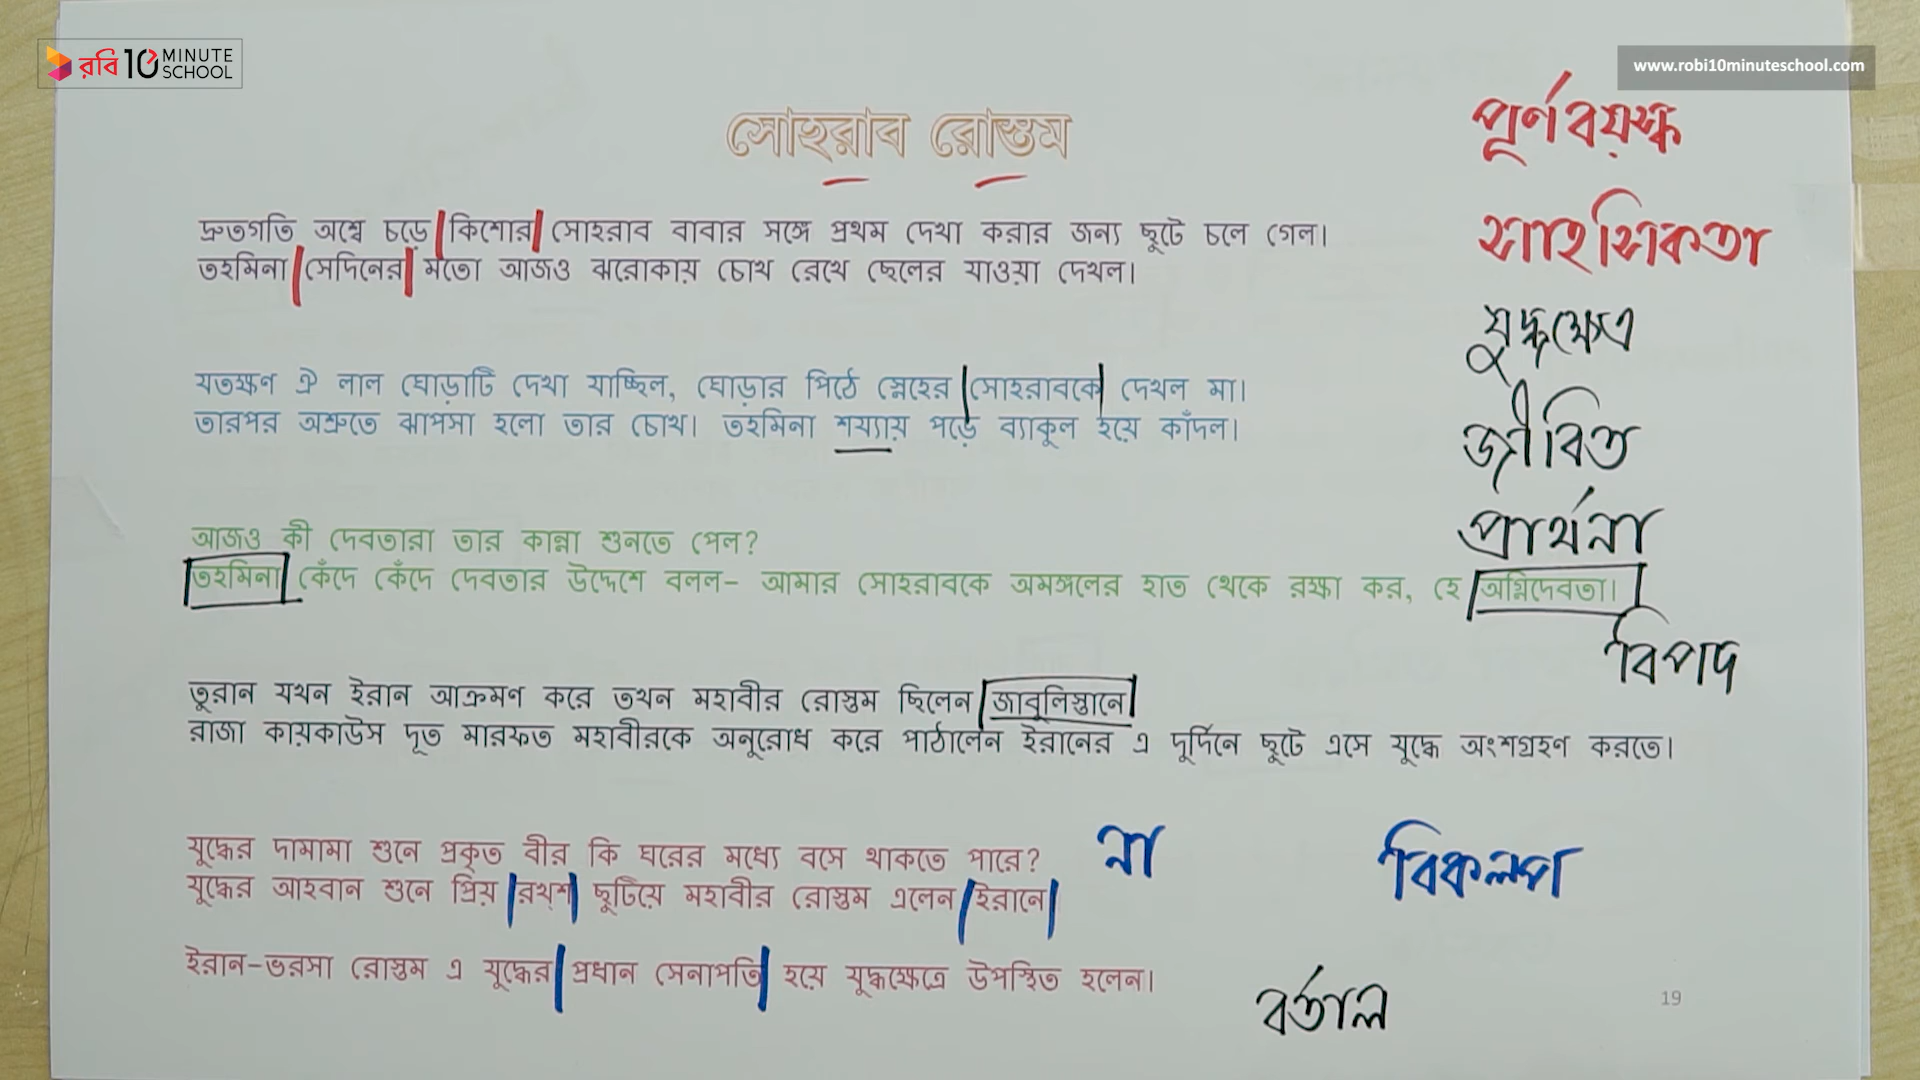 রবি 10 MINUTE SCHOOL
www.robi10minuteschool.com
সোহরাব রোস্তম
পূর্ণবয়স্ক
সাহসিকতা
দ্রুতগতি অশ্বে চড়ে কিশোর সোহরাব বাবার সঙ্গে প্রথম দেখা করার জন্য ছুটে চলে গেল।
তহমিনা সেদিনের মতো আজও ঝরোকায় চোখ রেখে ছেলের যাওয়া দেখল।
যুদ্ধক্ষেত্র
যতক্ষণ ঐ লাল ঘোড়াটি দেখা যাচ্ছিল, ঘোড়ার পিঠে স্নেহের সোহরাবকে দেখল মা।
তারপর অশ্রুতে ঝাপসা হলো তার চোখ। তহমিনা শয্যায় পড়ে ব্যাকুল হয়ে কাঁদল।
জীবিত
প্রার্থনা
আজও কী দেবতারা তার কান্না শুনতে পেল?
তহমিনা কেঁদে কেঁদে দেবতার উদ্দেশে বলল- আমার সোহরাবকে অমঙ্গলের হাত থেকে রক্ষা কর, হে অগ্নিদেবতা।
বিপদ
তুরান যখন ইরান আক্রমণ করে তখন মহাবীর রোস্তম ছিলেন জাবুলিস্তানে
রাজা কায়কাউস দূত মারফত মহাবীরকে অনুরোধ করে পাঠালেন ইরানের এ দুর্দিনে ছুটে এসে যুদ্ধে অংশগ্রহণ করতে।
যুদ্ধের দামামা শুনে প্রকৃত বীর কি ঘরের মধ্যে বসে থাকতে পারে? না
বিকল্প
যুদ্ধের আহবান শুনে প্রিয় রখ্শ ছুটিয়ে মহাবীর রোস্তম এলেন ইরানে
ইরান-ভরসা রোস্তম এ যুদ্ধের প্রধান সেনাপতি হয়ে যুদ্ধক্ষেত্রে উপস্থিত হলেন।
বর্তাল
19